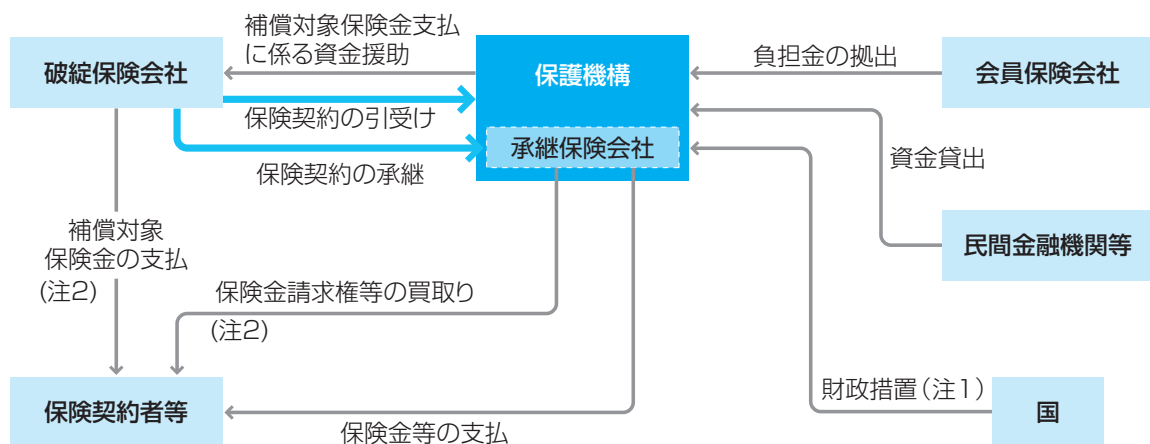 補償対象保険金支払
に係る資金援助
破綻保険会社
保護機構
負担金の拠出
会員保険会社
保険契約の引受け
承継保険会社
保険契約の承継
資金貸出
民間金融機関等
補償対象
保険金の支払
(注2)
保険金請求権等の買取り
(注2)
財政措置(注1)
保険契約者等
国
保険金等の支払